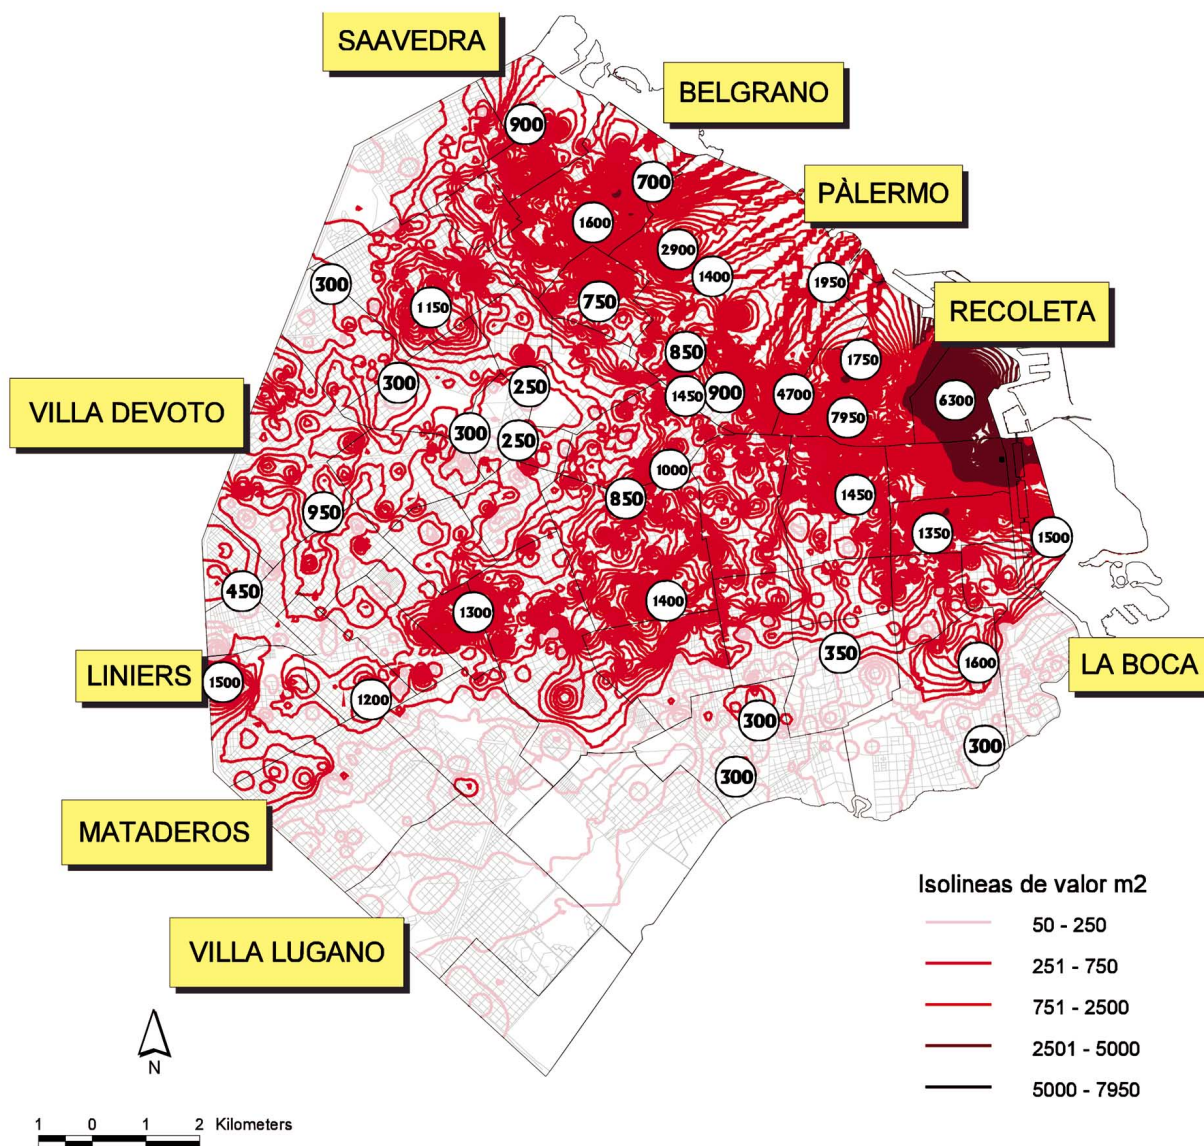 SAAVEDRA
BELGRANO
900
700
PÀLERMO
1600
2900
1400
1950
300
1150
750
RECOLETA
850
1750
300
250
1450
900
4700
7950
6300
VILLA DEVOTO
300
250
1000
850
1450
950
1350
1500
450
1300
1400
350
1600
LA BOCA
LINIERS
1500
1200
300
300
300
MATADEROS
VILLA LUGANO
Isolineas de valor m2
50 - 250
251 - 750
751 - 2500
2501 - 5000
5000 - 7950
N
1 0 1 2 Kilometers